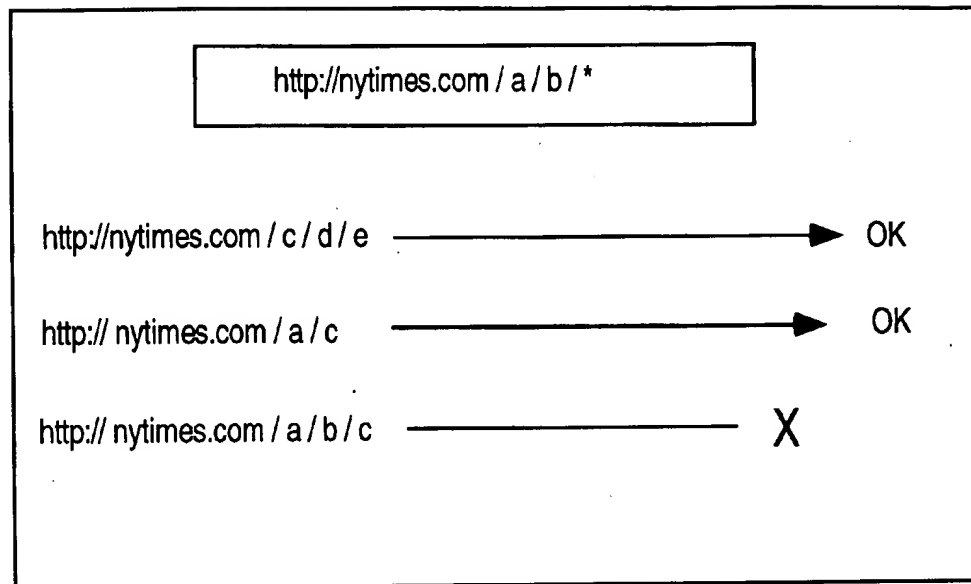 http://nytimes.com / a / b / *
http://nytimes.com / c / d / e OK
http:// nytimes.com / a / c OK
http:// nytimes.com / a / b / c X